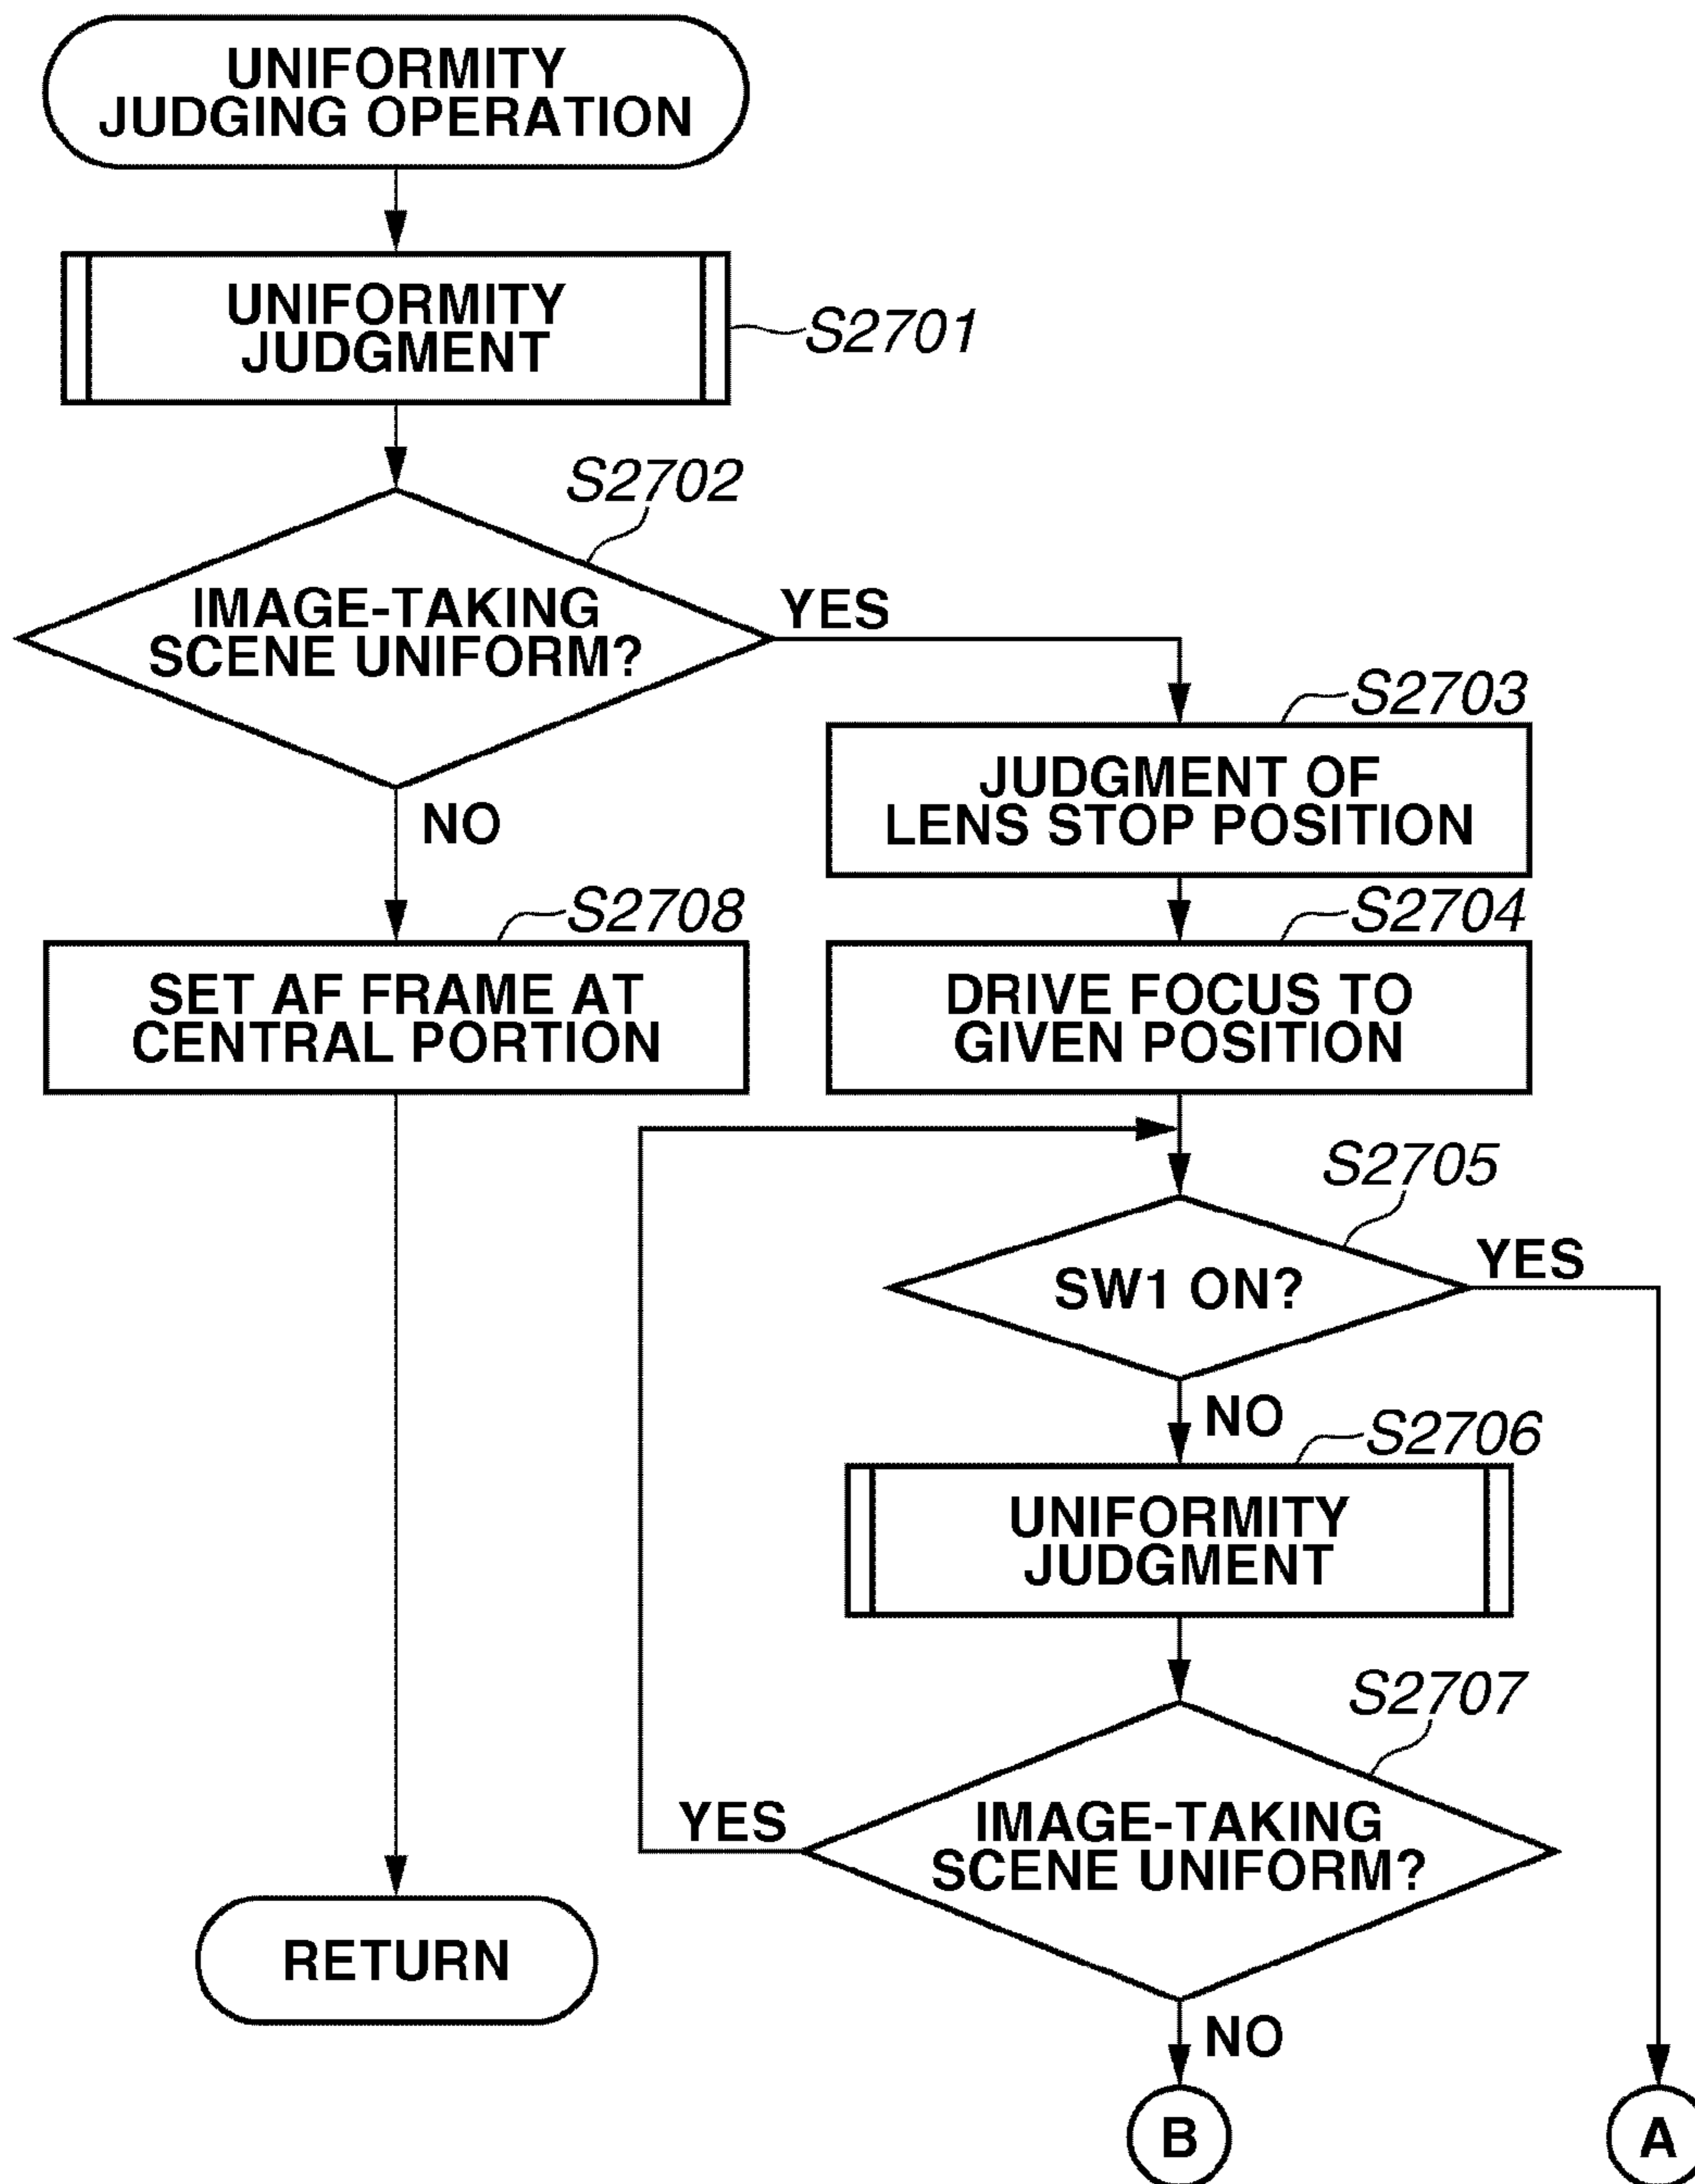 UNIFORMITY
JUDGING OPERATION
UNIFORMITY
JUDGMENT
S2701
S2702
IMAGE-TAKING
SCENE UNIFORM?
YES
NO
S2703
JUDGMENT OF
LENS STOP POSITION
S2708
SET AF FRAME AT
CENTRAL PORTION
S2704
DRIVE FOCUS TO
GIVEN POSITION
S2705
SW1 ON?
YES
NO
S2706
UNIFORMITY
JUDGMENT
S2707
IMAGE-TAKING
SCENE UNIFORM?
YES
NO
RETURN
B
A